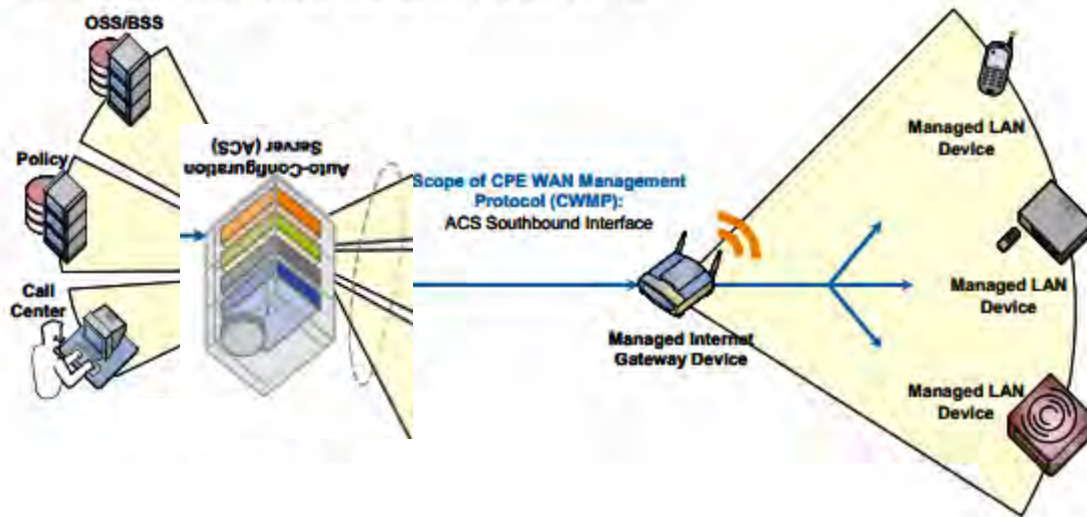 OSS/BSS
Policy
Call
Center
Auto-Configuration
Server (ACS)
Scope of CPE WAN Management
Protocol (CWMP):
ACS Southbound Interface
Managed Internet
Gateway Device
Managed LAN
Device
Managed LAN
Device
Managed LAN
Device